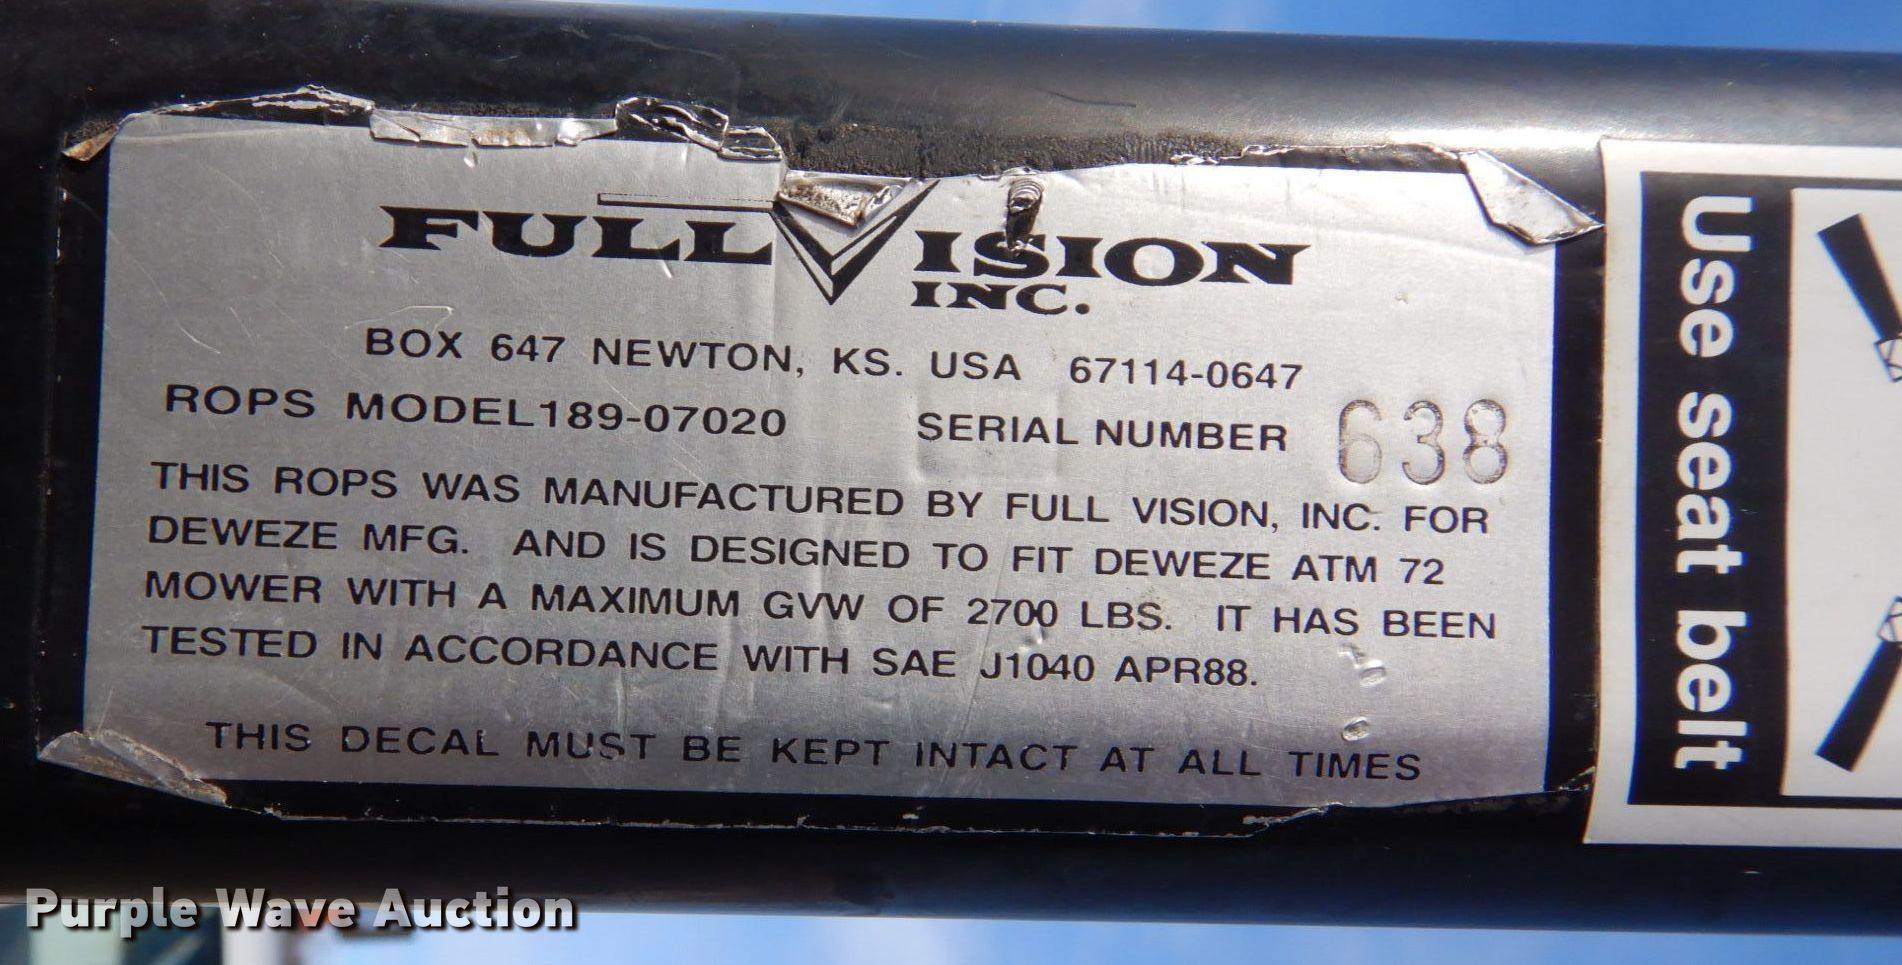 FULL VISION
INC.
BOX 647 NEWTON, KS. USA 67114-0647
ROPS MODEL189-07020 SERIAL NUMBER 638
THIS ROPS WAS MANUFACTURED BY FULL VISION, INC. FOR
DEWEZE MFG. AND IS DESIGNED TO FIT DEWEZE ATM 72
MOWER WITH A MAXIMUM GVW OF 2700 LBS. IT HAS BEEN
TESTED IN ACCORDANCE WITH SAE J1040 APR88.
THIS DECAL MUST BE KEPT INTACT AT ALL TIMES
Use seat belt
Purple Wave Auction